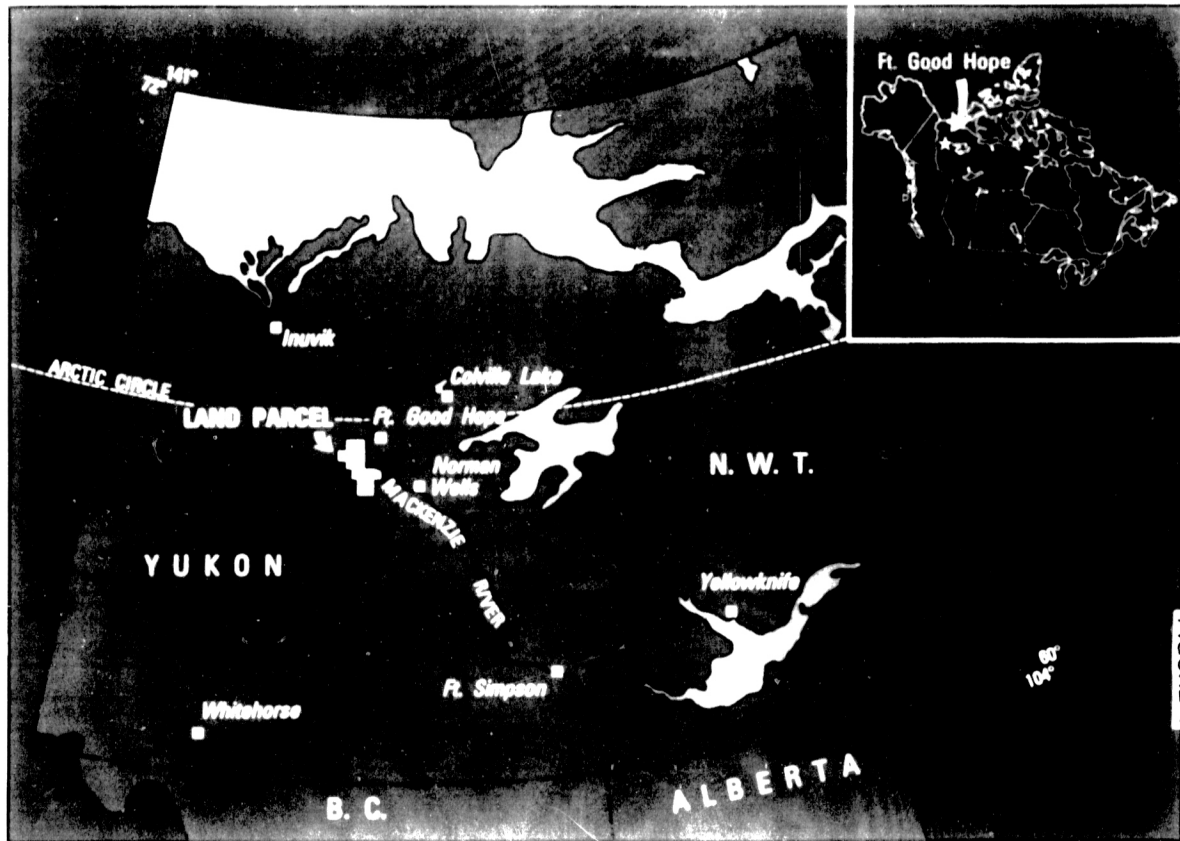 Ft. Good Hope
141°
72°
Inuvik
ARCTIC CIRCLE
Colville Lake
LAND PARCEL
Ft. Good Hope
Norman
Wells
MACKENZIE
RIVER
N. W. T.
YUKON
Yellowknife
60°
104°
Ft. Simpson
Whitehorse
ALBERTA
B. C.